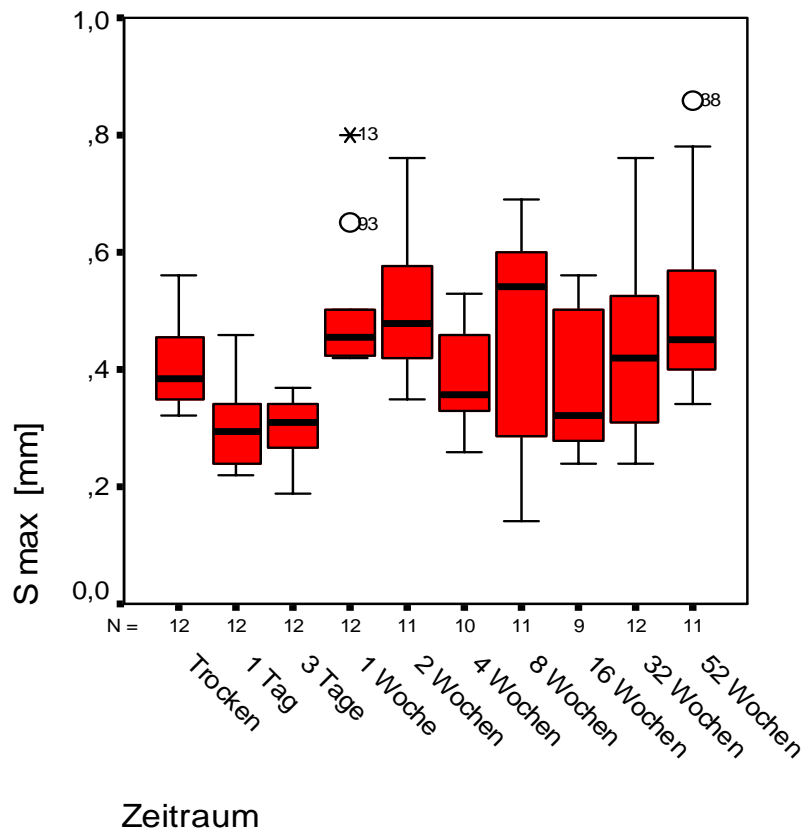 1,0
,8
,6
,4
,2
0,0
S max [mm]
*13
93
38
N = 12 12 12 12 11 10 11 9 12 11
Trocken
1 Tag
3 Tage
1 Woche
2 Wochen
4 Wochen
8 Wochen
16 Wochen
32 Wochen
52 Wochen
Zeitraum